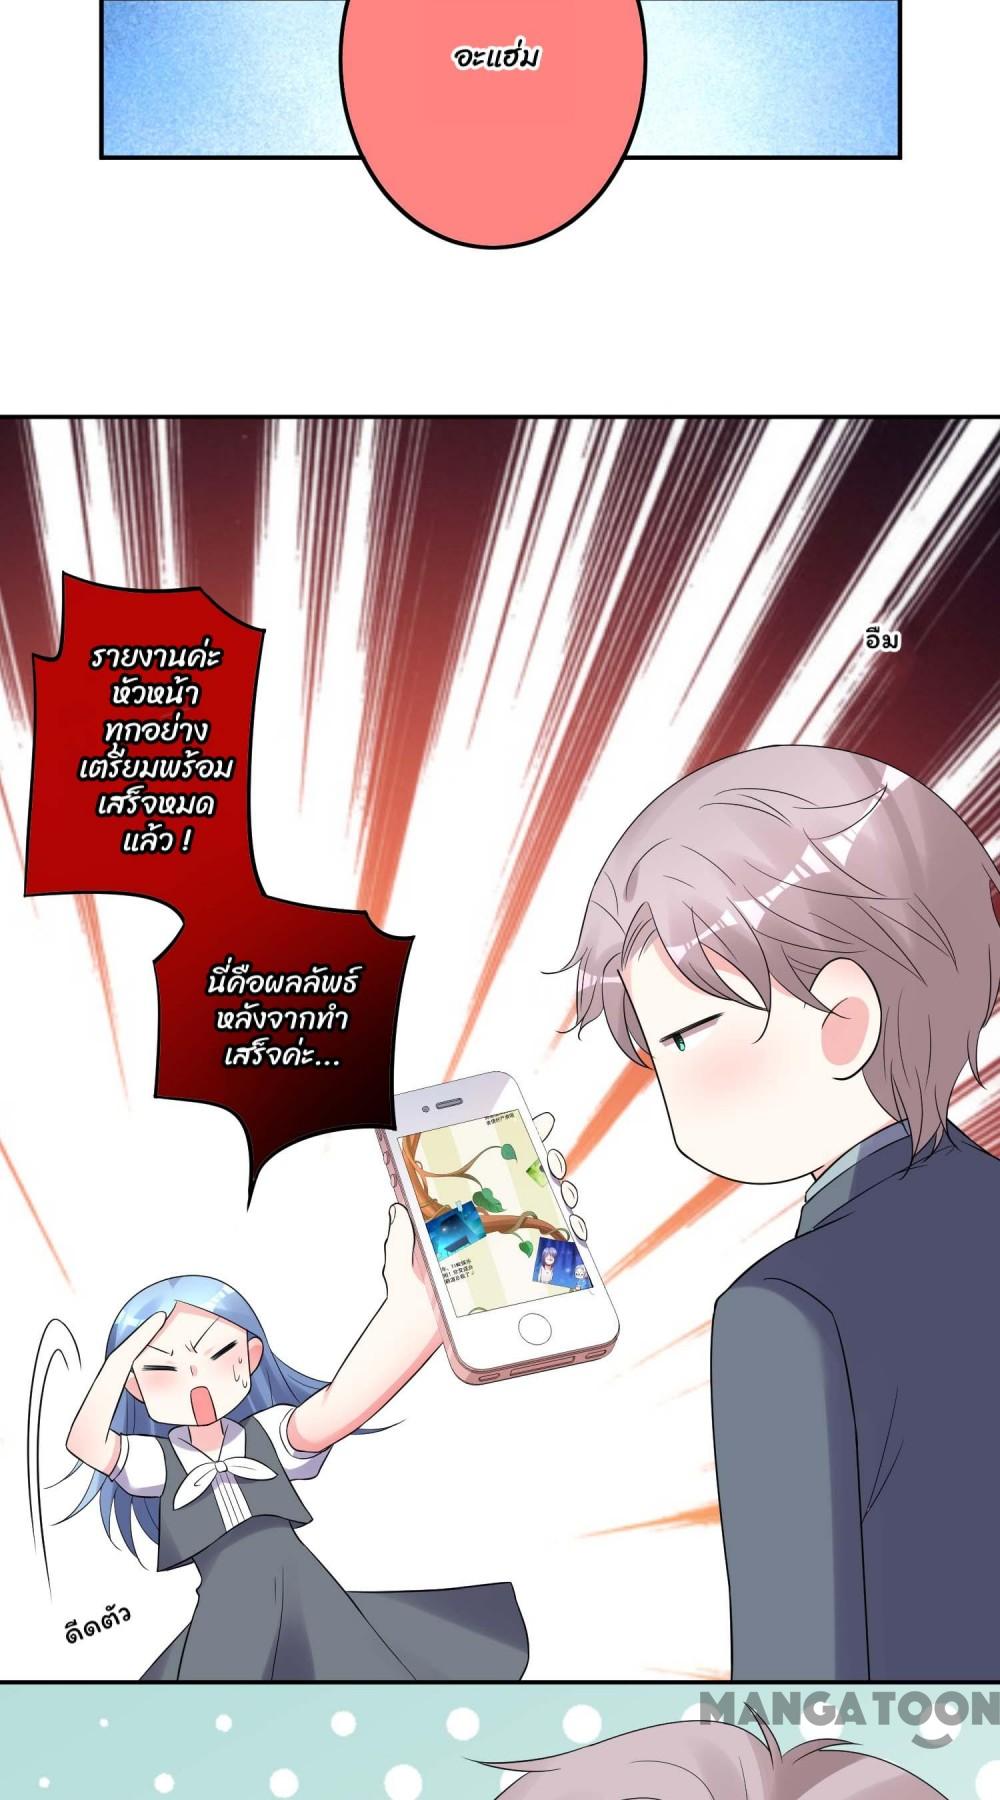 อะแฮ่ม
อืม
รายงานค่ะ
หัวหน้า
ทุกอย่าง
เตรียมพร้อม
เสร็จหมด
แล้ว !
นี่คือผลลัพธ์
หลังจากทำ
เสร็จค่ะ...
ดีดตัว
MANGATOON